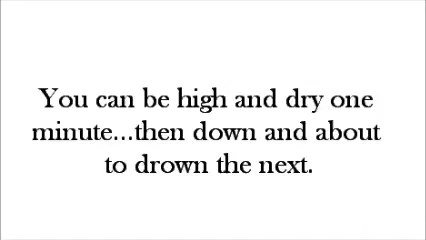 You can be high and dry one
minute...then down and about
to drown the next.